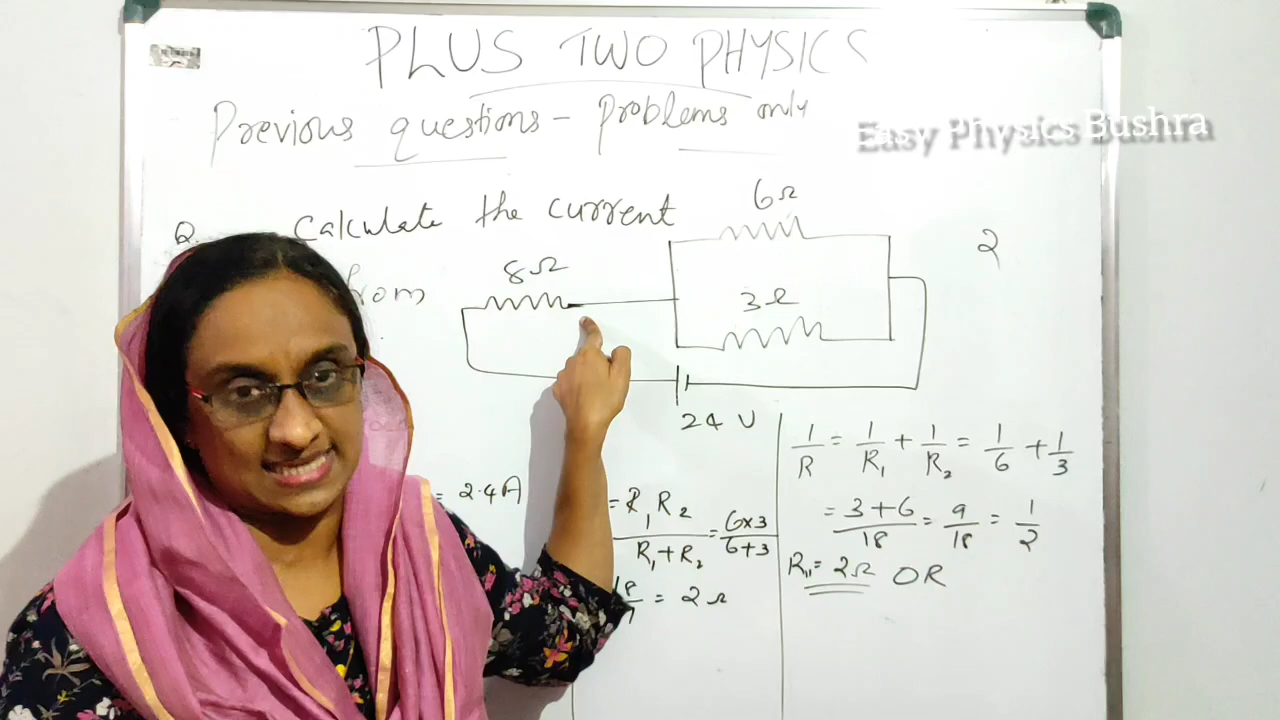 PLUS TWO PHYSICS
Previous questions - Problems only
Easy Physics Bushra
Q. Calculate the current
from
6Ω
2
8Ω
3Ω
24 V
= 2.4A
= R₁R₂/R₁+R₂ = 6x3/6+3
= 2Ω
1/R = 1/R₁ + 1/R₂ = 1/6 + 1/3
= 3+6/18 = 9/18 = 1/2
R₁₁ = 2Ω OR